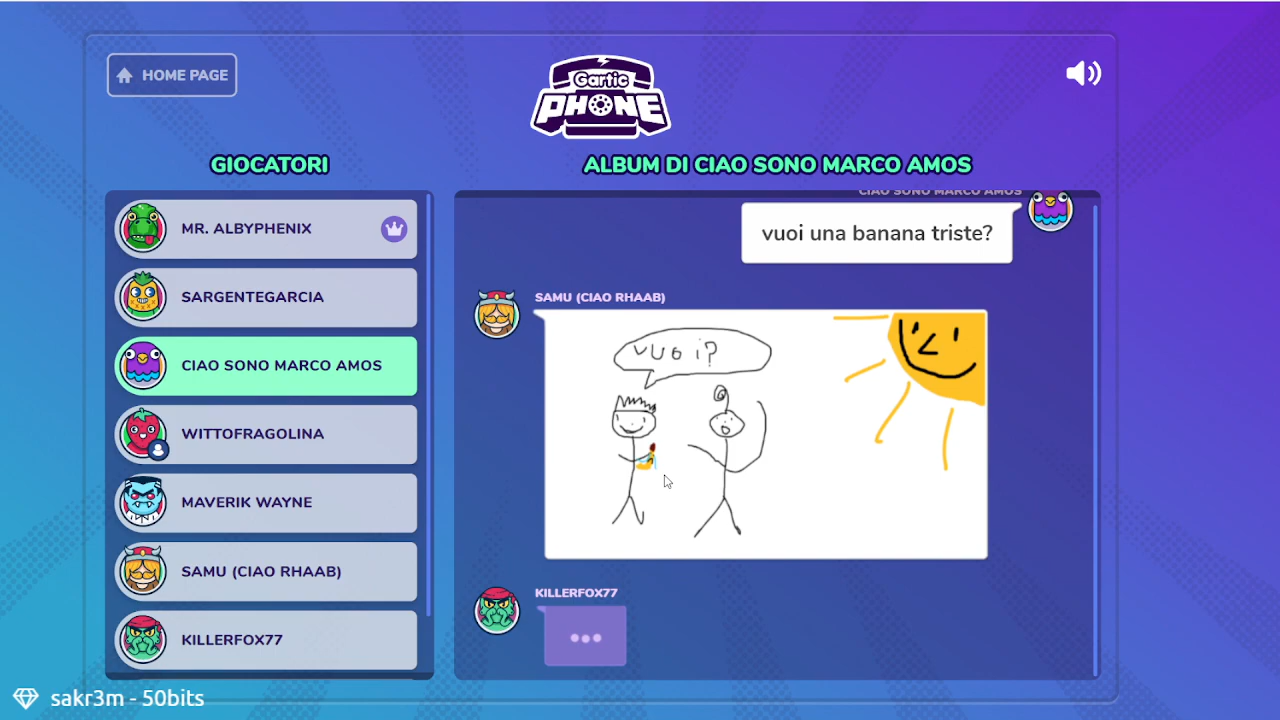 HOME PAGE
Gartic
PHONE
GIOCATORI
ALBUM DI CIAO SONO MARCO AMOS
MR. ALBYPHENIX
SARGENTEGARCIA
CIAO SONO MARCO AMOS
WITTOFRAGOLINA
MAVERIK WAYNE
SAMU (CIAO RHAAB)
KILLERFOX77
CIAO SONO MARCO AMOS
vuoi una banana triste?
SAMU (CIAO RHAAB)
VUOI?
KILLERFOX77
sakr3m - 50bits